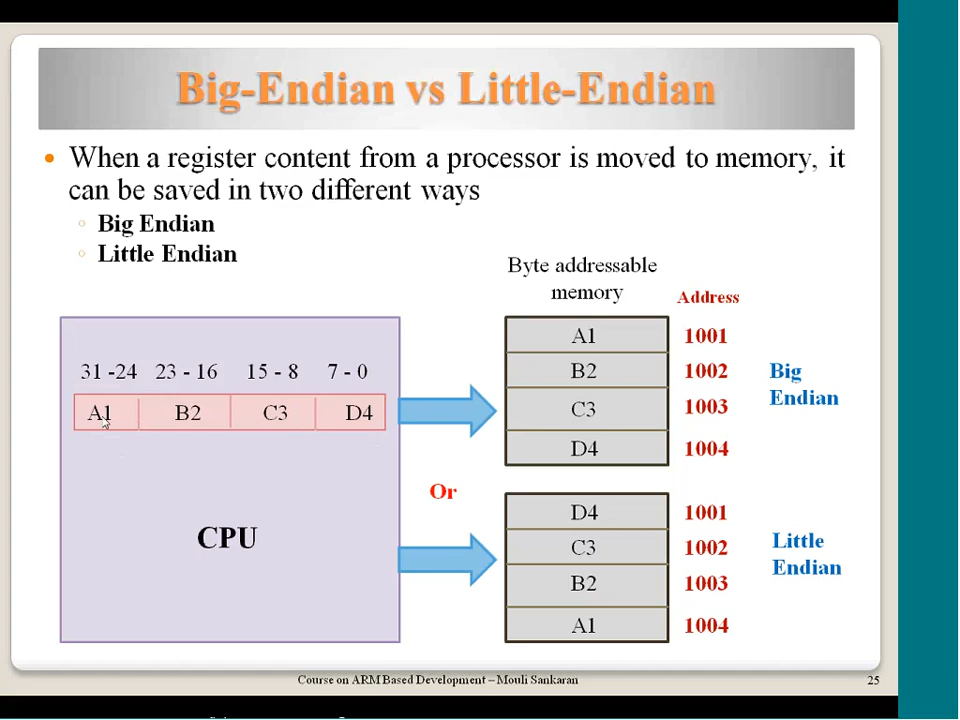 Big-Endian vs Little-Endian
When a register content from a processor is moved to memory, it
can be saved in two different ways
Big Endian
Little Endian
Byte addressable
memory
Address
31 -24 23 - 16 15 - 8 7 - 0
A1 B2 C3 D4
CPU
A1 1001
B2 1002
C3 1003
D4 1004
Big
Endian
Or
D4 1001
C3 1002
B2 1003
A1 1004
Little
Endian
Course on ARM Based Development – Mouli Sankaran
25